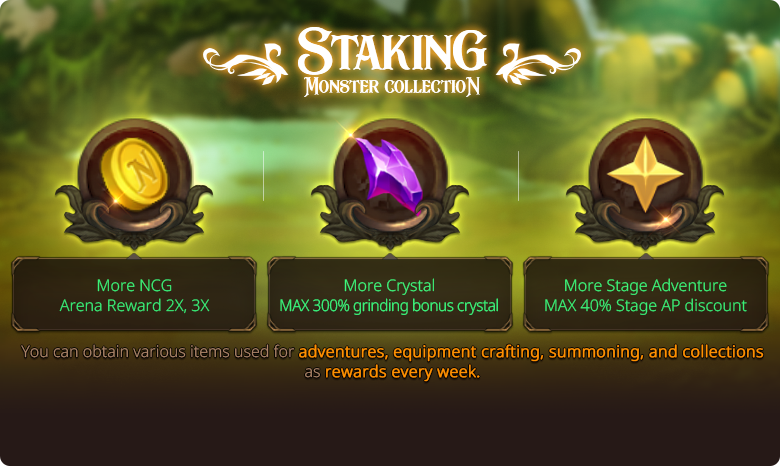 STAKING
MONSTER COLLECTION
N
More NCG
Arena Reward 2X, 3X
More Crystal
MAX 300% grinding bonus crystal
More Stage Adventure
MAX 40% Stage AP discount
You can obtain various items used for adventures, equipment crafting, summoning, and collections
as rewards every week.